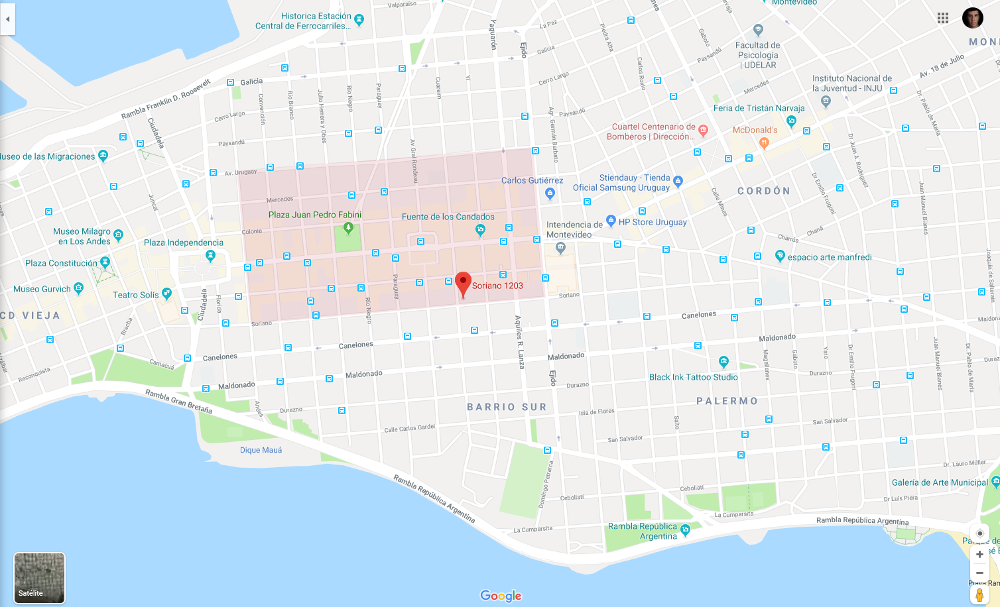 Valparaíso
Montevideo
Historica Estación
Central de Ferrocarriles...
La Paz
Yaguarón
Ejido
Piedra Alta
Gaboto
Narvaja
Facultad de
Psicología
| UDELAR
MON
Galicia
Paysandú
Av. 18 de Julio
Rambla Franklin D. Roosevelt
Galicia
Cuareim
Yi
Carlos Roxlo
Cerro Largo
Mercedes
Instituto Nacional de
la Juventud - INJU
Convención
Río Branco
Julio Herrera y Obes
Río Negro
Paraguay
Dr. Pablo de María
Cerro Largo
Ciudadela
Agr. Germán Barbato
Paysandú
Feria de Tristán Narvaja
Cuartel Centenario de
Bomberos | Dirección...
McDonald's
Paysandú
Av Gral Rondeau
Dr Juan A. Rodríguez
useo de las Migraciones
Av. Uruguay
Carlos Gutiérrez
Stiendauy - Tienda
Oficial Samsung Uruguay
Dr Emilio Frugoni
CORDÓN
Juncal
Mercedes
Calle Minas
Juan Manuel Blanes
Plaza Juan Pedro Fabini
Fuente de los Candados
Intendencia de
Montevideo
HP Store Uruguay
Museo Milagro
en Los Andes
Colonia
Charrúa
Chaná
Plaza Independencia
Plaza Constitución
espacio arte manfredi
Joaquín de Salterain
Museo Gurvich
Teatro Solís
Ciudadela
Florida
Paraguay
Soriano 1203
Soriano
CD VIEJA
Brecha
Soriano
Río Negro
Aquiles R. Lanza
Canelones
Maldonado
Canelones
Maldonado
Canelones
Maldonado
Magallanes
Gaboto
Yaro
Dr Emilio Frugoni
Juan Manuel Blanes
Dr. Pablo de María
Alzáibar
Reconquista
Camacuá
Durazno
Black Ink Tattoo Studio
Durazno
Maldonado
Maldonado
Ejido
Durazno
Rambla Gran Bretaña
Andes
Durazno
BARRIO SUR
Isla de Flores
PALERMO
Salto
San Salvador
Calle Carlos Gardel
San Salvador
Dique Mauá
Dr. Lauro Müller
Rambla República Argentina
Domingo Petrarca
Cebollatí
Cebollatí
Galería de Arte Municipal
Dr Luis Piera
La Cumparsita
La Cumparsita
Rambla República
Argentina
Rambla República Argentina
Parque de
sé E
Playa Ram
Satélite
Google